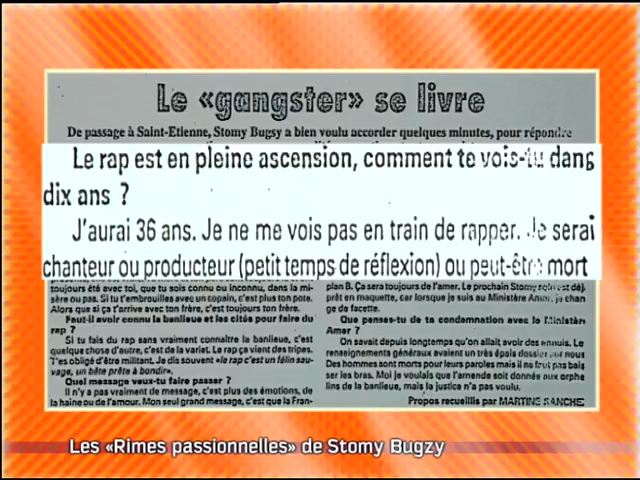 Le «gangster» se livre
De passage à Saint-Etienne, Stomy Bugsy a bien voulu accorder quelques minutes, pour répondre
Le rap est en pleine ascension, comment te vois-tu dans
dix ans ?
J'aurai 36 ans. Je ne me vois pas en train de rapper. Je serai
chanteur ou producteur (petit temps de réflexion) ou peut-être mort
toujours été avec toi, que tu sois connu ou inconnu, dans la mi-
sère ou pas. Si tu t'embrouilles avec un copain, c'est plus ton pote.
Alors que si ça t'arrive avec ton frère, c'est toujours ton frère.
Faut-il avoir connu la banlieue et les cités pour faire du
rap ?
Si tu fais du rap sans vraiment connaître la banlieue, c'est
quelque chose d'autre, c'est de la variet. Le rap ça vient des tripes.
T'es obligé d'être militant. Je dis souvent «le rap c'est un félin sau-
vage, un bête prête à bondir».
Quel message veux-tu faire passer ?
Il n'y a pas vraiment de message, c'est plus des émotions, de
la haine ou de l'amour. Mon seul grand message, c'est que la Fran-
plan B. Ça sera toujours de l'amer. Le prochain Stomy solo est déj
prêt en maquette, car lorsque je suis au Ministère Amer, je chan
ge de facette.
Que penses-tu de ta condamnation avec le Ministère
Amer ?
On savait depuis longtemps qu'on allait avoir des ennuis. Le
renseignements généraux avaient un très épais dossier sur nous
Des hommes sont morts pour leurs paroles mais il ne faut pas bais
ser les bras. Moi je voulais que l'amende soit donnée aux orphe
lins de la banlieue, mais la justice n'a pas voulu.
Propos recueillis par MARTINE SANCHE
Les «Rimes passionnelles» de Stomy Bugzy